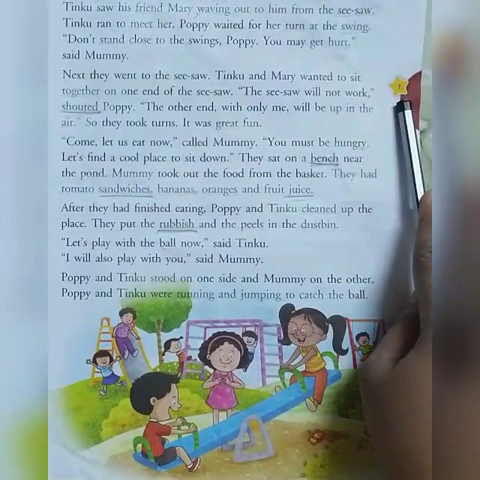 Tinku saw his friend Mary waving out to him from the see-saw.
Tinku ran to meet her. Poppy waited for her turn at the swing.
“Don’t stand close to the swings, Poppy. You may get hurt,”
said Mummy.
Next they went to the see-saw. Tinku and Mary wanted to sit
together on one end of the see-saw. “The see-saw will not work,”
shouted Poppy. “The other end, with only me, will be up in the
air.” So they took turns. It was great fun.
“Come, let us eat now,” called Mummy. “You must be hungry.
Let’s find a cool place to sit down.” They sat on a bench near
the pond. Mummy took out the food from the basket. They had
tomato sandwiches, bananas, oranges and fruit juice.
After they had finished eating, Poppy and Tinku cleaned up the
place. They put the rubbish and the peels in the dustbin.
“Let’s play with the ball now,” said Tinku.
“I will also play with you,” said Mummy.
Poppy and Tinku stood on one side and Mummy on the other.
Poppy and Tinku were running and jumping to catch the ball.